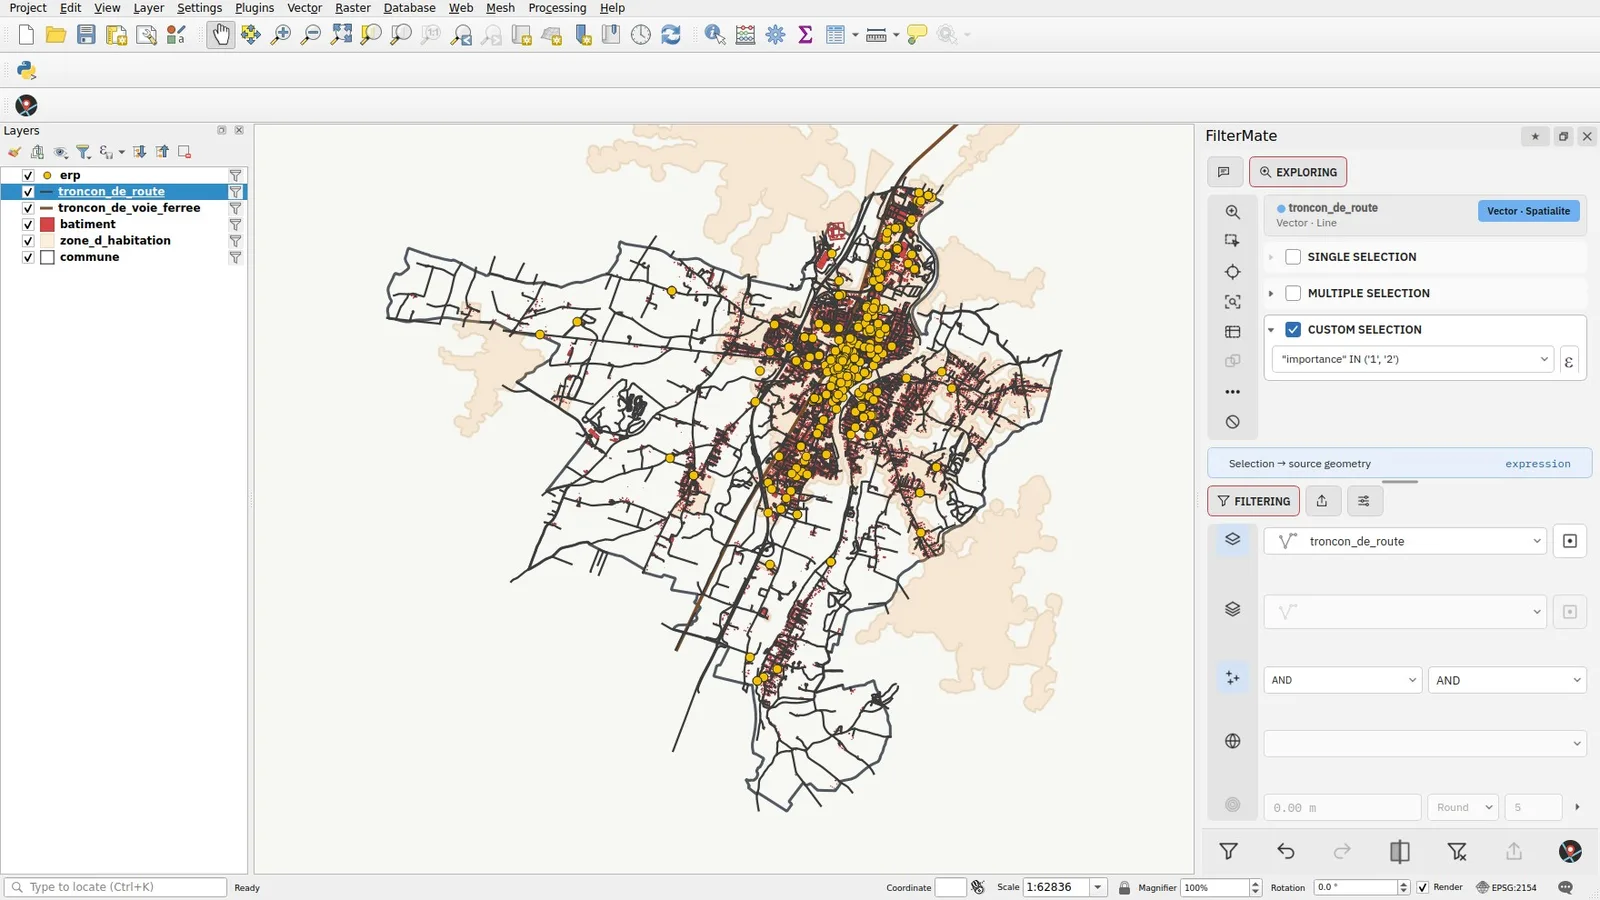 Project Edit View Layer Settings Plugins Vector Raster Database Web Mesh Processing Help
Layers
erp
troncon_de_route
troncon_de_voie_ferree
batiment
zone_d_habitation
commune
FilterMate
EXPLORING
troncon_de_route
Vector · Line
Vector · Spatialite
SINGLE SELECTION
MULTIPLE SELECTION
CUSTOM SELECTION
"importance" IN ('1', '2')
ε
Selection → source geometry expression
FILTERING
troncon_de_route
AND AND
0.00 m Round 5
Type to locate (Ctrl+K) Ready Coordinate Scale 1:62836 Magnifier 100% Rotation 0.0 ° Render EPSG:2154